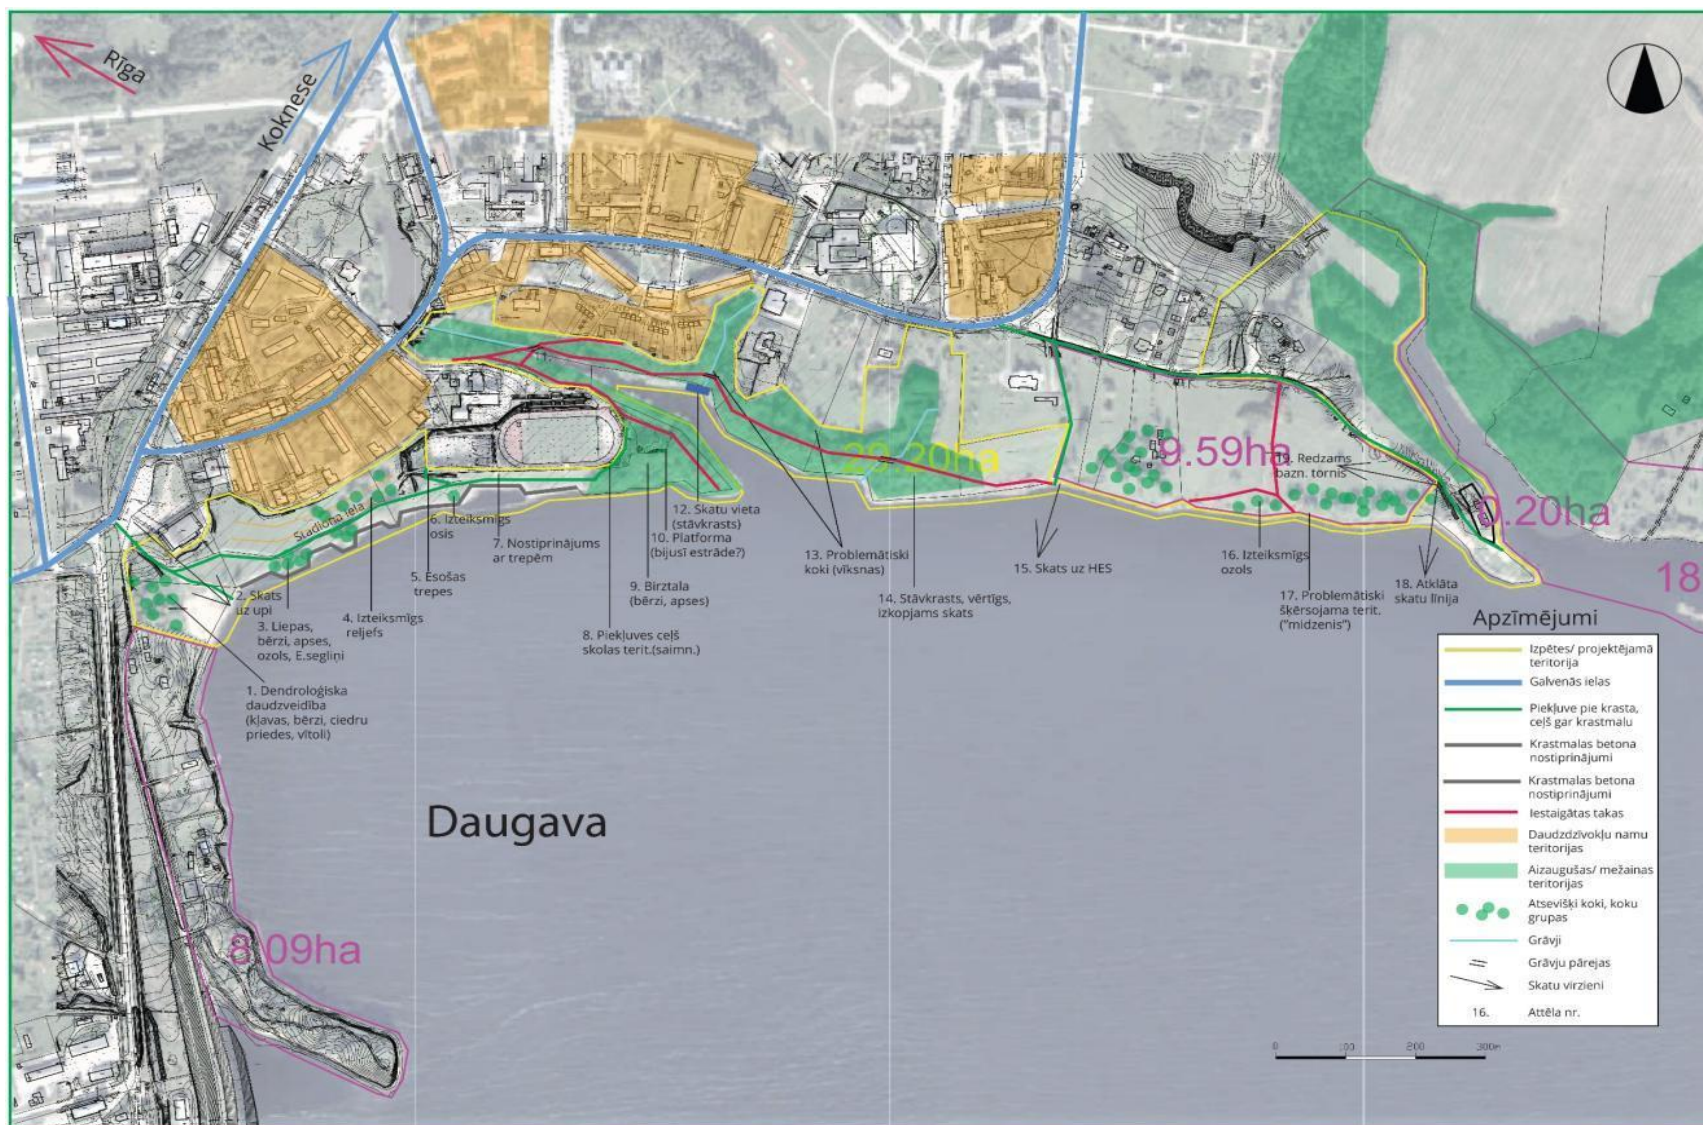 Rīga
Koknese
29.20ha
9.59ha
19. Redzams
bazn. tornis
0.20ha
18
Stadiona iela
6. Izteiksmīgs
osis
7. Nostiprinājums
ar trepēm
12. Skatu vieta
(stāvkrasts)
10. Platforma
(bijusī estrāde?)
13. Problemātiski
koki (vīksnas)
15. Skats uz HES
16. Izteiksmīgs
ozols
5. Esošas
trepes
9. Birztala
(bērzi, apses)
14. Stāvkrasts, vērtīgs,
izkopjams skats
17. Problemātiski
šķērsojama terit.
("midzenis")
18. Atklāta
skatu līnija
2. Skats
uz upi
4. Izteiksmīgs
reljefs
3. Liepas,
bērzi, apses,
ozols, E.segliņi
8. Piekļuves ceļš
skolas terit.(saimn.)
1. Dendroloģiska
daudzveidība
(kļavas, bērzi, ciedru
priedes, vītoli)
Daugava
8.09ha
Apzīmējumi
Izpētes/ projektējamā
teritorija
Galvenās ielas
Piekļuve pie krasta,
ceļš gar krastmalu
Krastmalas betona
nostiprinājumi
Krastmalas betona
nostiprinājumi
Iestaigātas takas
Daudzdzīvokļu namu
teritorijas
Aizaugušas/ mežainas
teritorijas
Atsevišķi koki, koku
grupas
Grāvji
Grāvju pārejas
Skatu virzieni
16. Attēla nr.
0 100 200 300m